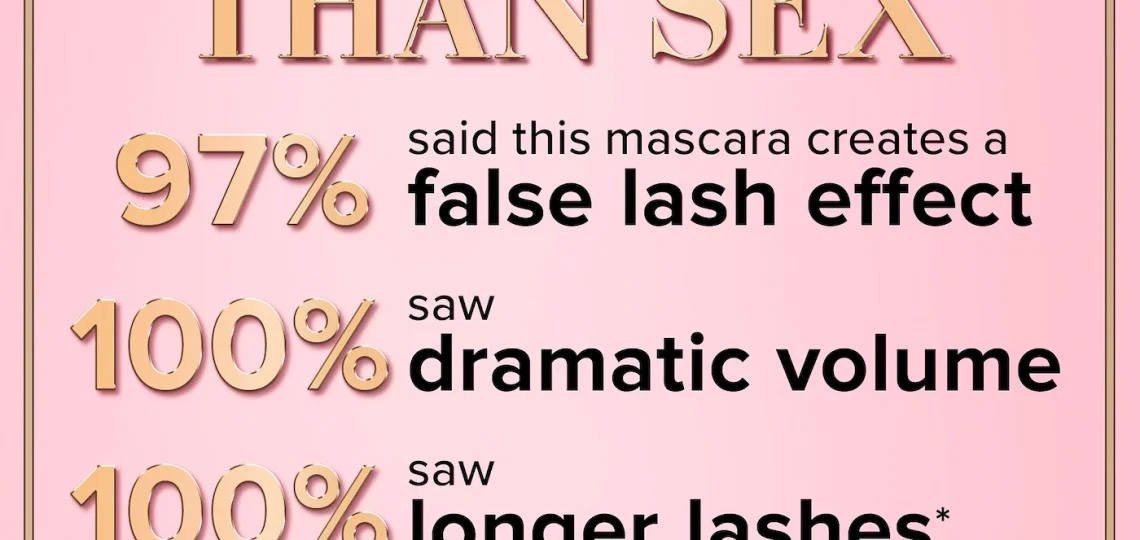 THAN SEX
97% said this mascara creates a
false lash effect
100% saw
dramatic volume
100% saw
longer lashes*